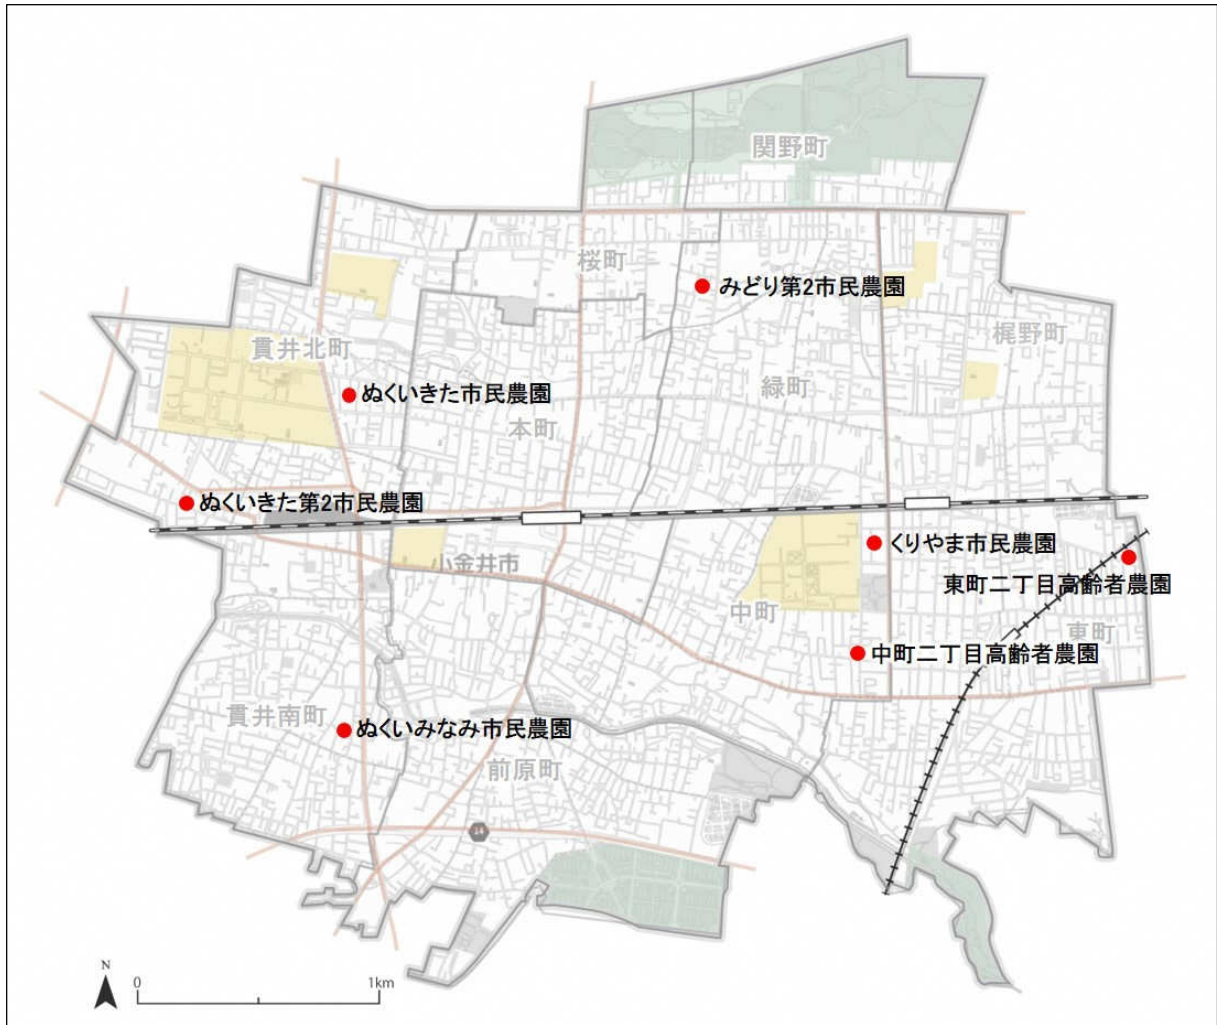 関野町
桜町
みどり第2市民農園
梶野町
貫井北町
緑町
ぬくいきた市民農園
本町
ぬくいきた第2市民農園
くりやま市民農園
小金井市
東町二丁目高齢者農園
中町
東町
中町二丁目高齢者農園
貫井南町
ぬくいみなみ市民農園
前原町
14
N
0
1km